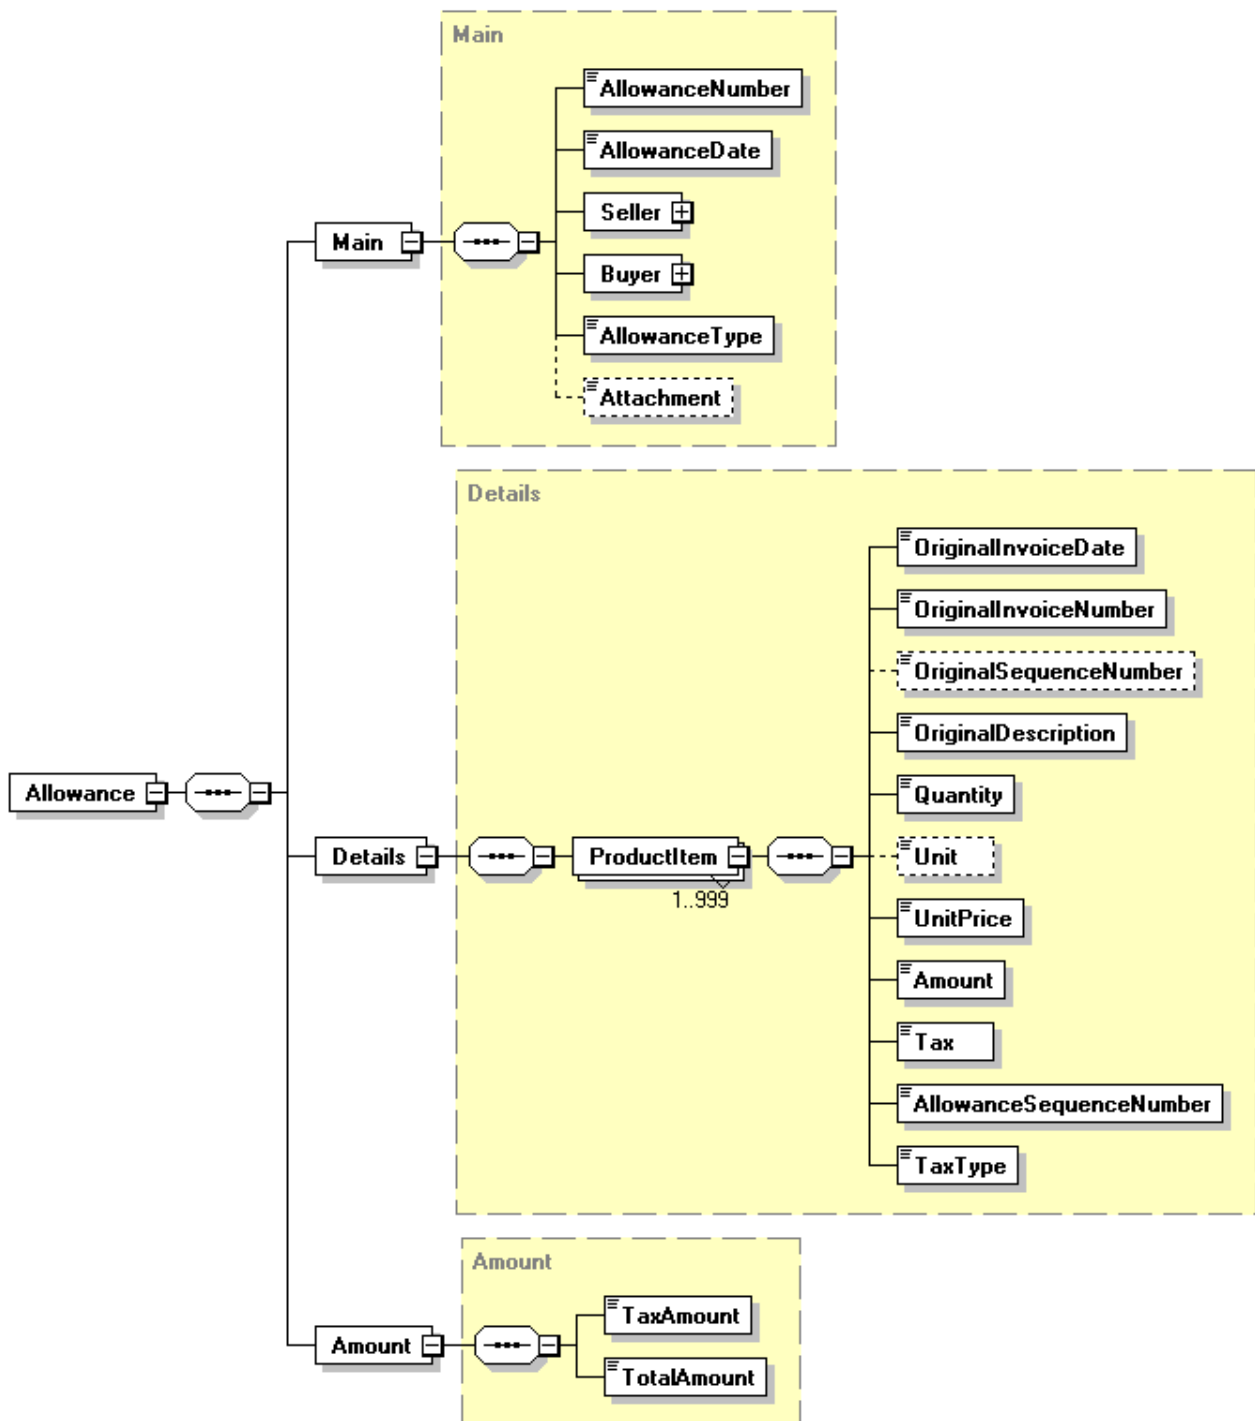 Main
AllowanceNumber
AllowanceDate
Seller
Main
Buyer
AllowanceType
Attachment
Details
OriginalInvoiceDate
OriginalInvoiceNumber
OriginalSequenceNumber
OriginalDescription
Allowance
Quantity
Details
ProductItem
1..999
Unit
UnitPrice
Amount
Tax
AllowanceSequenceNumber
TaxType
Amount
TaxAmount
Amount
TotalAmount